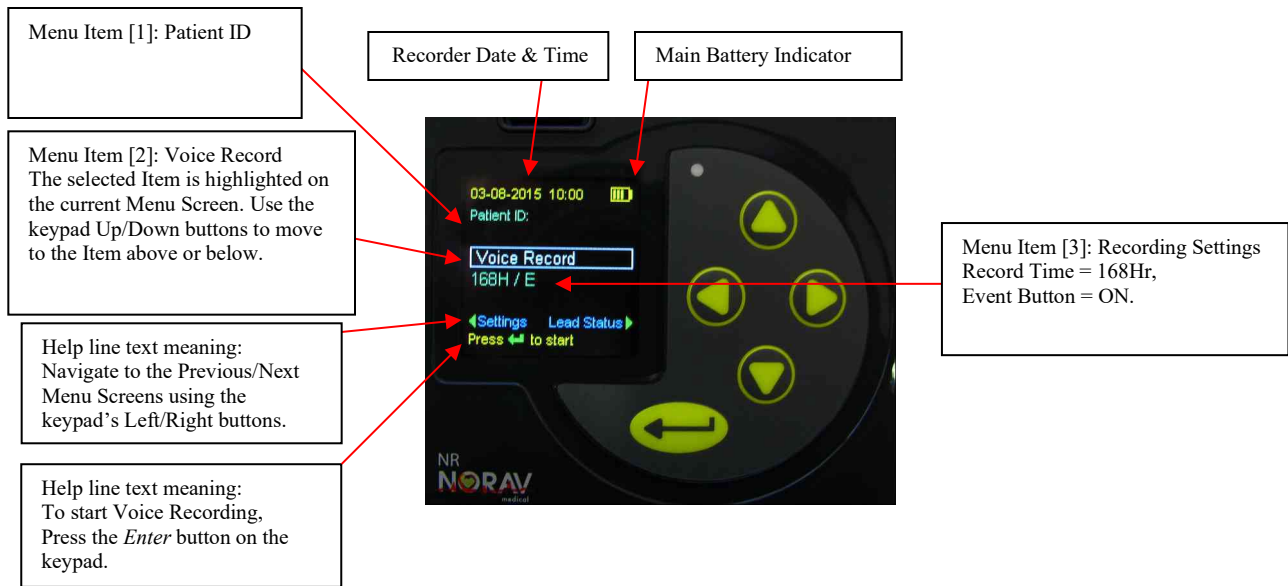 Menu Item [1]: Patient ID
Recorder Date & Time
Main Battery Indicator
Menu Item [2]: Voice Record
The selected Item is highlighted on
the current Menu Screen. Use the
keypad Up/Down buttons to move
to the Item above or below.
03-08-2015 10:00
Patient ID:
Voice Record
168H / E
Settings Lead Status
Press to start
Menu Item [3]: Recording Settings
Record Time = 168Hr,
Event Button = ON.
Help line text meaning:
Navigate to the Previous/Next
Menu Screens using the
keypad's Left/Right buttons.
Help line text meaning:
To start Voice Recording,
Press the Enter button on the
keypad.
NR
NORAV
medical